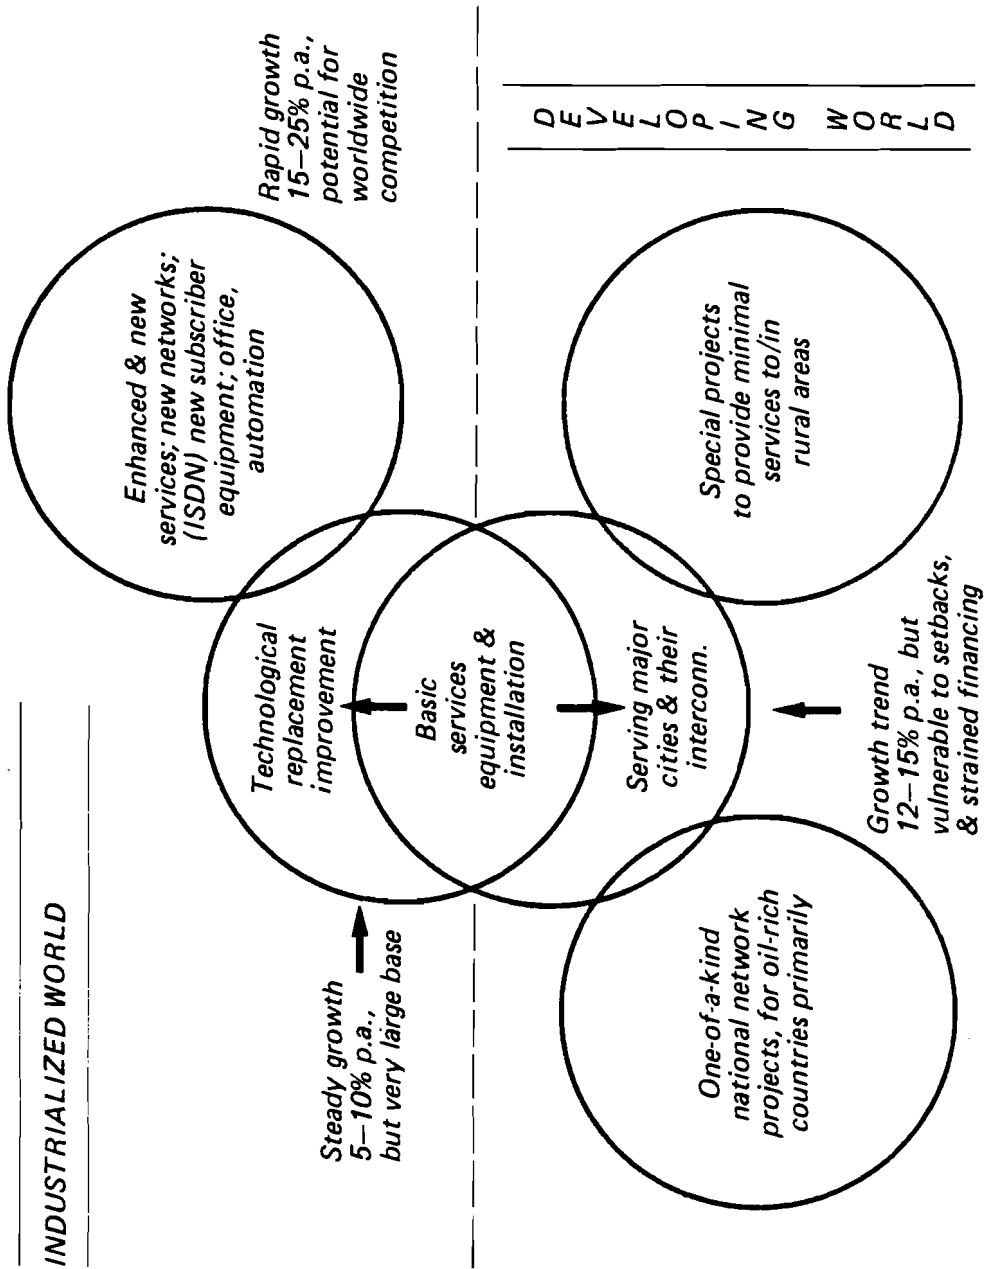 INDUSTRIALIZED WORLD
Enhanced & new
services; new networks;
(ISDN) new subscriber
equipment; office,
automation
Rapid growth
15–25% p.a.,
potential for
worldwide
competition
Technological
replacement
improvement
Steady growth
5–10% p.a.,
but very large base
Basic
services
equipment &
installation
Serving major
cities & their
interconn.
One-of-a-kind
national network
projects, for oil-rich
countries primarily
Special projects
to provide minimal
services to/in
rural areas
Growth trend
12–15% p.a., but
vulnerable to setbacks,
& strained financing
DEVELOPING WORLD